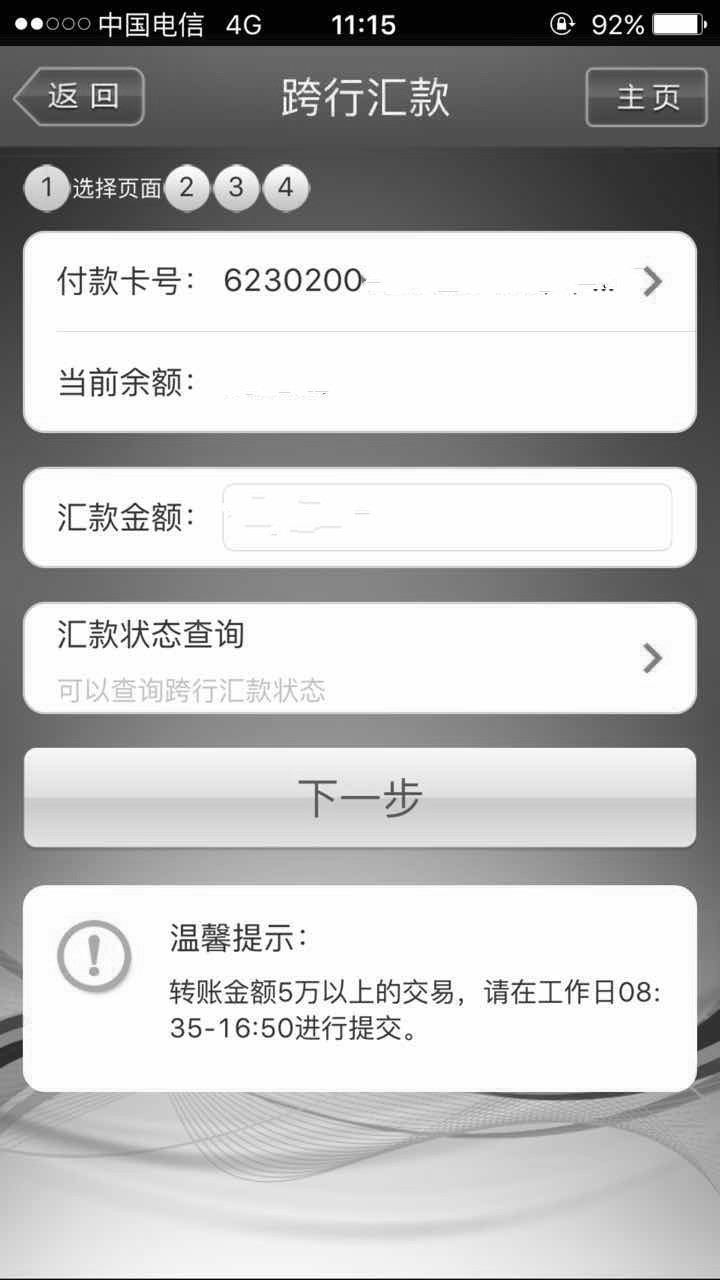 中国电信 4G 11:15 92%
返回 跨行汇款 主页
1 选择页面 2 3 4
付款卡号： 6230200
当前余额：
汇款金额：
汇款状态查询
可以查询跨行汇款状态
下一步
温馨提示：
转账金额5万以上的交易，请在工作日08:
35-16:50进行提交。